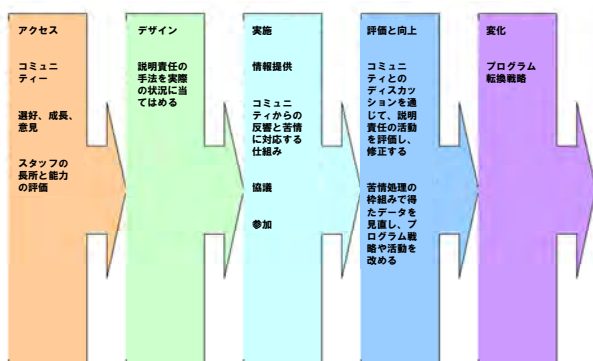 アクセス
コミュニ
ティー
選好、成長、
意見
スタッフの
長所と能力
の評価
デザイン
説明責任の
手法を実際
の状況に当
てはめる
実施
情報提供
コミュニ
ティからの
反響と苦情
に対応する
仕組み
協議
参加
評価と向上
コミュニ
ティとの
ディスカッ
ションを通
じて、説明
責任の活動
を評価し、
修正する
苦情処理の
枠組みで得
たデータを
見直し、プ
ログラム戦
略や活動を
改める
変化
プログラム
転換戦略